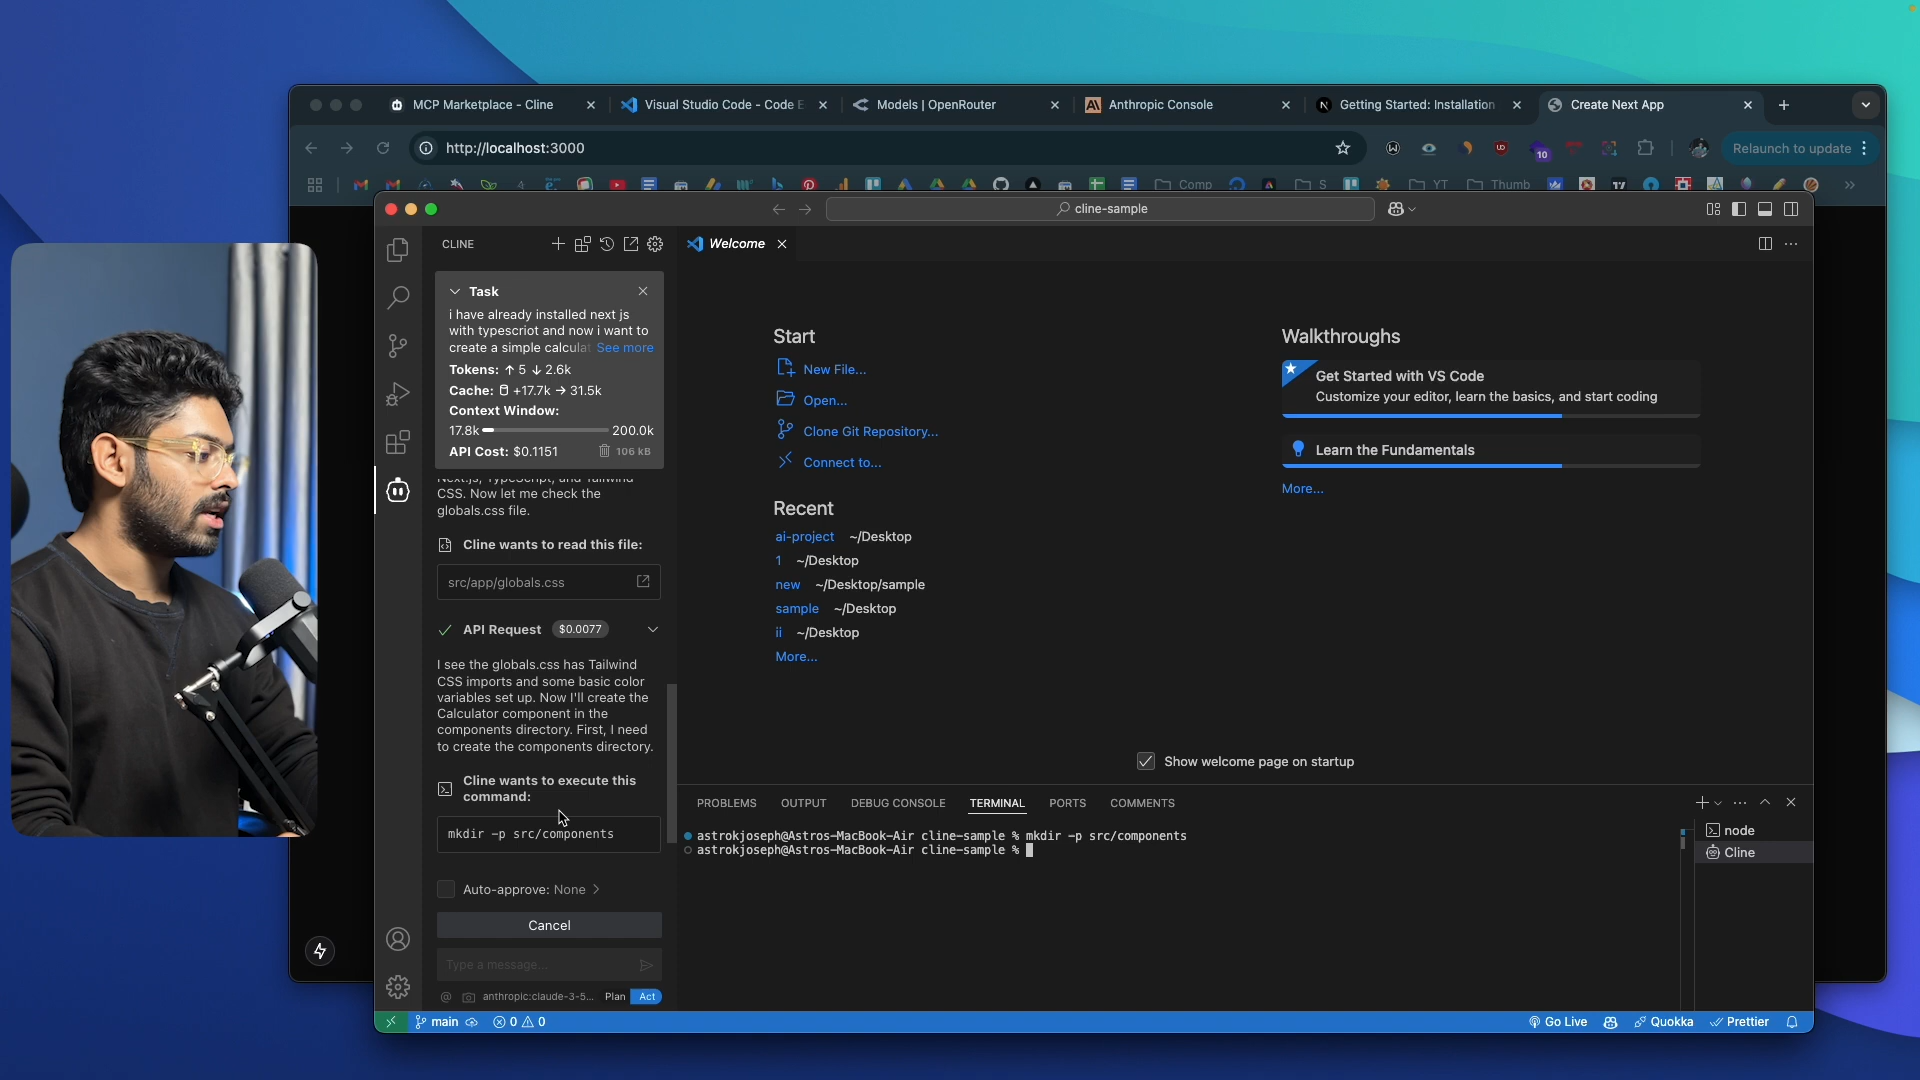 MCP Marketplace - Cline
Visual Studio Code - Code E
Models | OpenRouter
Anthropic Console
Getting Started: Installation
Create Next App
http://localhost:3000
10
Relaunch to update
Comp
S
YT
Thumb
cline-sample
CLINE
Welcome
Task
i have already installed next js
with typescriot and now i want to
create a simple calculat See more
Tokens: ↑ 5 ↓ 2.6k
Cache: +17.7k → 31.5k
Context Window:
17.8k 200.0k
API Cost: $0.1151 106 kB
Next.js, TypeScript, and Tailwind
CSS. Now let me check the
globals.css file.
Cline wants to read this file:
src/app/globals.css
API Request $0.0077
I see the globals.css has Tailwind
CSS imports and some basic color
variables set up. Now I'll create the
Calculator component in the
components directory. First, I need
to create the components directory.
Cline wants to execute this
command:
mkdir -p src/components
Auto-approve: None
Cancel
Type a message...
@ anthropic:claude-3-5... Plan Act
Start
New File...
Open...
Clone Git Repository...
Connect to...
Recent
ai-project ~/Desktop
1 ~/Desktop
new ~/Desktop/sample
sample ~/Desktop
ii ~/Desktop
More...
Walkthroughs
Get Started with VS Code
Customize your editor, learn the basics, and start coding
Learn the Fundamentals
More...
Show welcome page on startup
PROBLEMS OUTPUT DEBUG CONSOLE TERMINAL PORTS COMMENTS
astrokjoseph@Astros-MacBook-Air cline-sample % mkdir -p src/components
astrokjoseph@Astros-MacBook-Air cline-sample %
node
Cline
main 0 0
Go Live Quokka Prettier